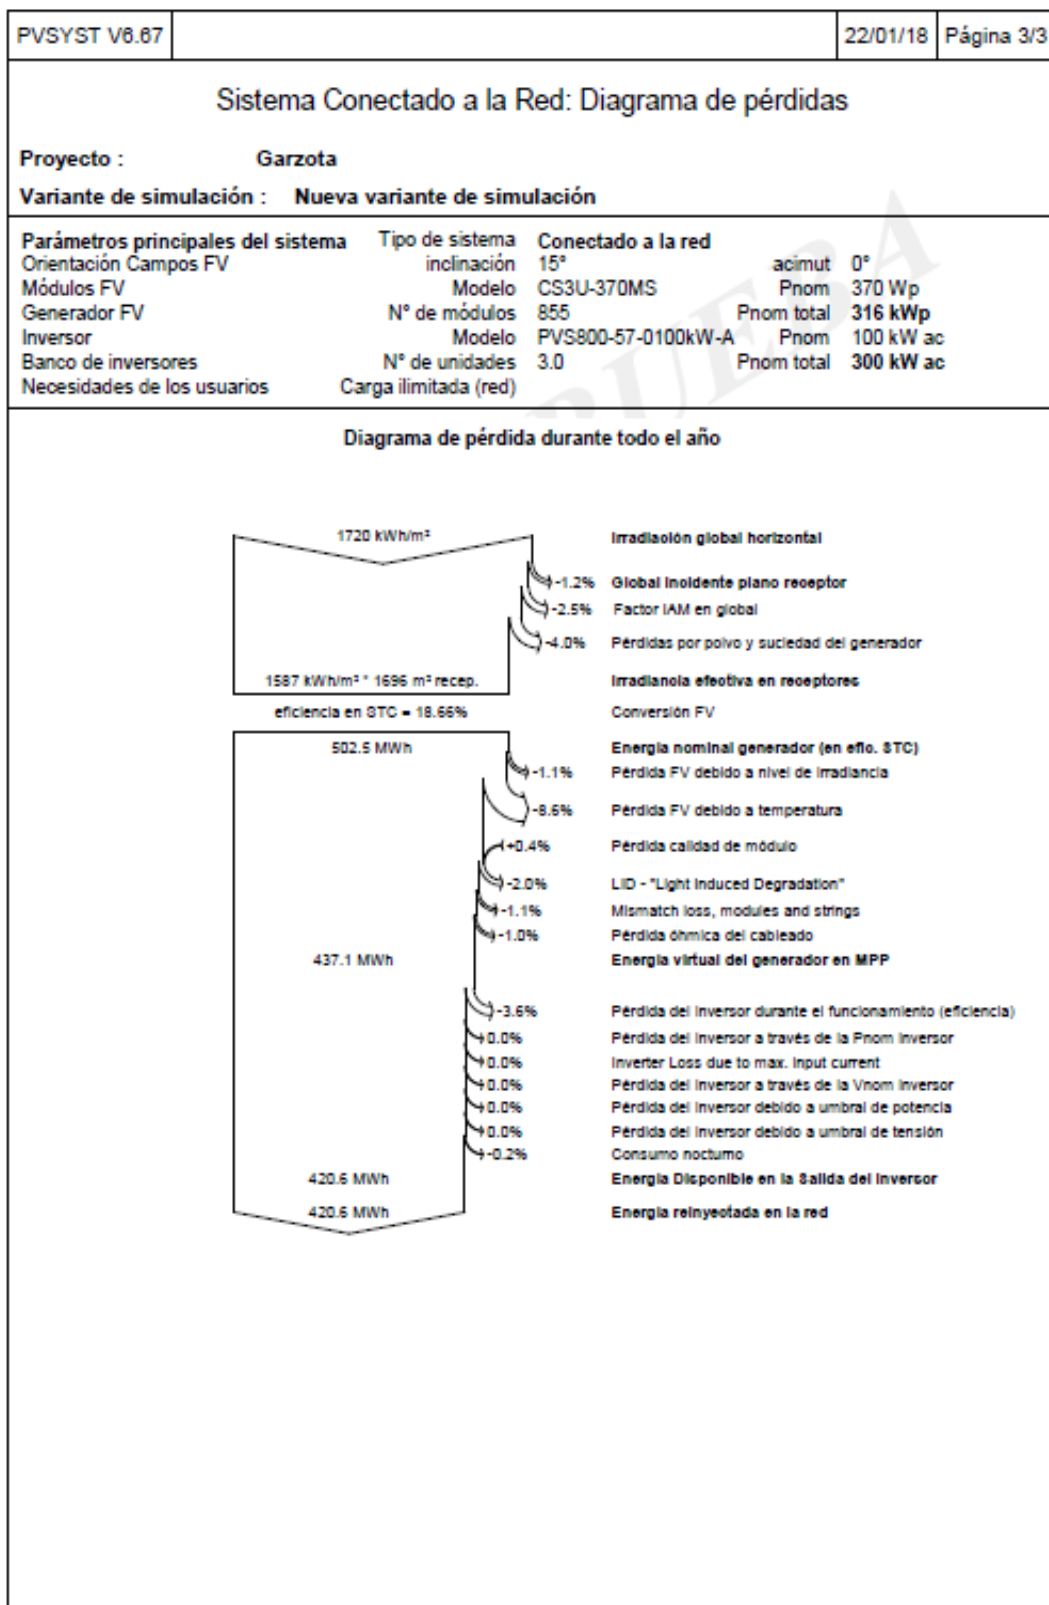 PVSYST V6.67 22/01/18 Página 3/3
Sistema Conectado a la Red: Diagrama de pérdidas
Proyecto : Garzota
Variante de simulación : Nueva variante de simulación
Parámetros principales del sistema Tipo de sistema Conectado a la red
Orientación Campos FV inclinación 15° acimut 0°
Módulos FV Modelo CS3U-370MS Pnom 370 Wp
Generador FV N° de módulos 855 Pnom total 316 kWp
Inversor Modelo PVS800-57-0100kW-A Pnom 100 kW ac
Banco de inversores N° de unidades 3.0 Pnom total 300 kW ac
Necesidades de los usuarios Carga ilimitada (red)
Diagrama de pérdida durante todo el año
1720 kWh/m² Irradiación global horizontal
-1.2% Global incidente plano receptor
-2.5% Factor IAM en global
-4.0% Pérdidas por polvo y suciedad del generador
1587 kWh/m² * 1696 m² recep. Irradiancia efectiva en receptores
eficiencia en STC = 18.66% Conversión FV
502.5 MWh Energía nominal generador (en efic. STC)
-1.1% Pérdida FV debido a nivel de irradiancia
-8.6% Pérdida FV debido a temperatura
+0.4% Pérdida calidad de módulo
-2.0% LID - "Light Induced Degradation"
-1.1% Mismatch loss, modules and strings
-1.0% Pérdida óhmica del cableado
437.1 MWh Energía virtual del generador en MPP
-3.6% Pérdida del inversor durante el funcionamiento (eficiencia)
0.0% Pérdida del inversor a través de la Pnom inversor
0.0% Inverter Loss due to max. input current
0.0% Pérdida del inversor a través de la Vnom inversor
0.0% Pérdida del inversor debido a umbral de potencia
0.0% Pérdida del inversor debido a umbral de tensión
-0.2% Consumo nocturno
420.6 MWh Energía Disponible en la Salida del Inversor
420.6 MWh Energía reinyectada en la red